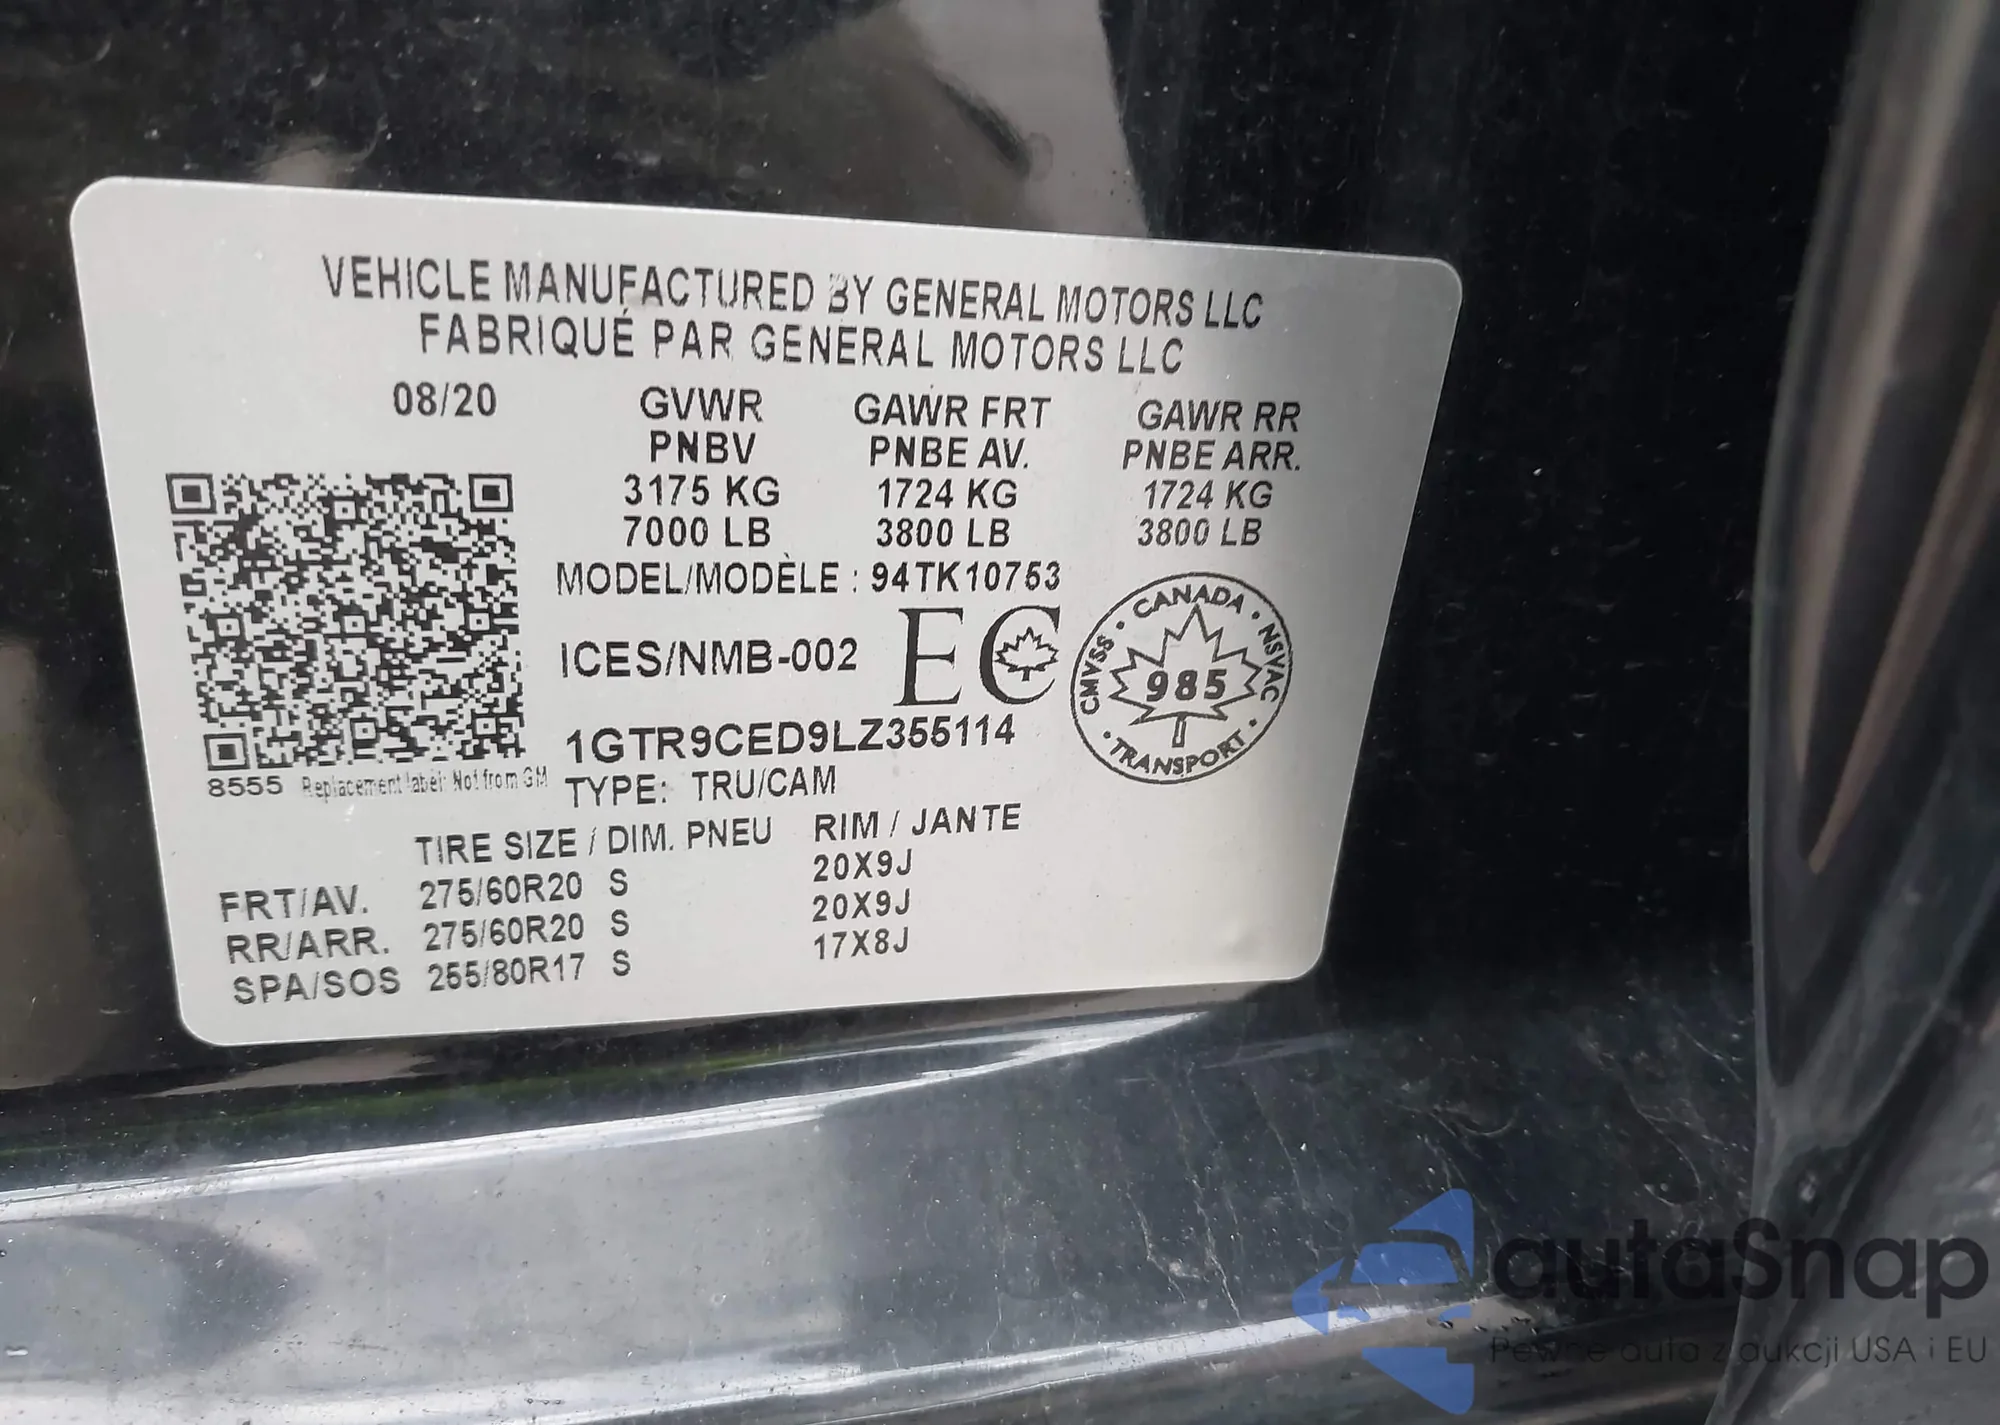 VEHICLE MANUFACTURED BY GENERAL MOTORS LLC
FABRIQUÉ PAR GENERAL MOTORS LLC
08/20 GVWR GAWR FRT GAWR RR
PNBV PNBE AV. PNBE ARR.
3175 KG 1724 KG 1724 KG
7000 LB 3800 LB 3800 LB
MODEL/MODÈLE : 94TK10753
ICES/NMB-002 EC
CMVSS • CANADA • NSVAC
985
• TRANSPORT •
1GTR9CED9LZ355114
8555 Replacement label: Not from GM
TYPE: TRU/CAM
TIRE SIZE / DIM. PNEU RIM / JANTE
FRT/AV. 275/60R20 S 20X9J
RR/ARR. 275/60R20 S 20X9J
SPA/SOS 255/80R17 S 17X8J
autaSnap
Pewne auta z aukcji USA i EU